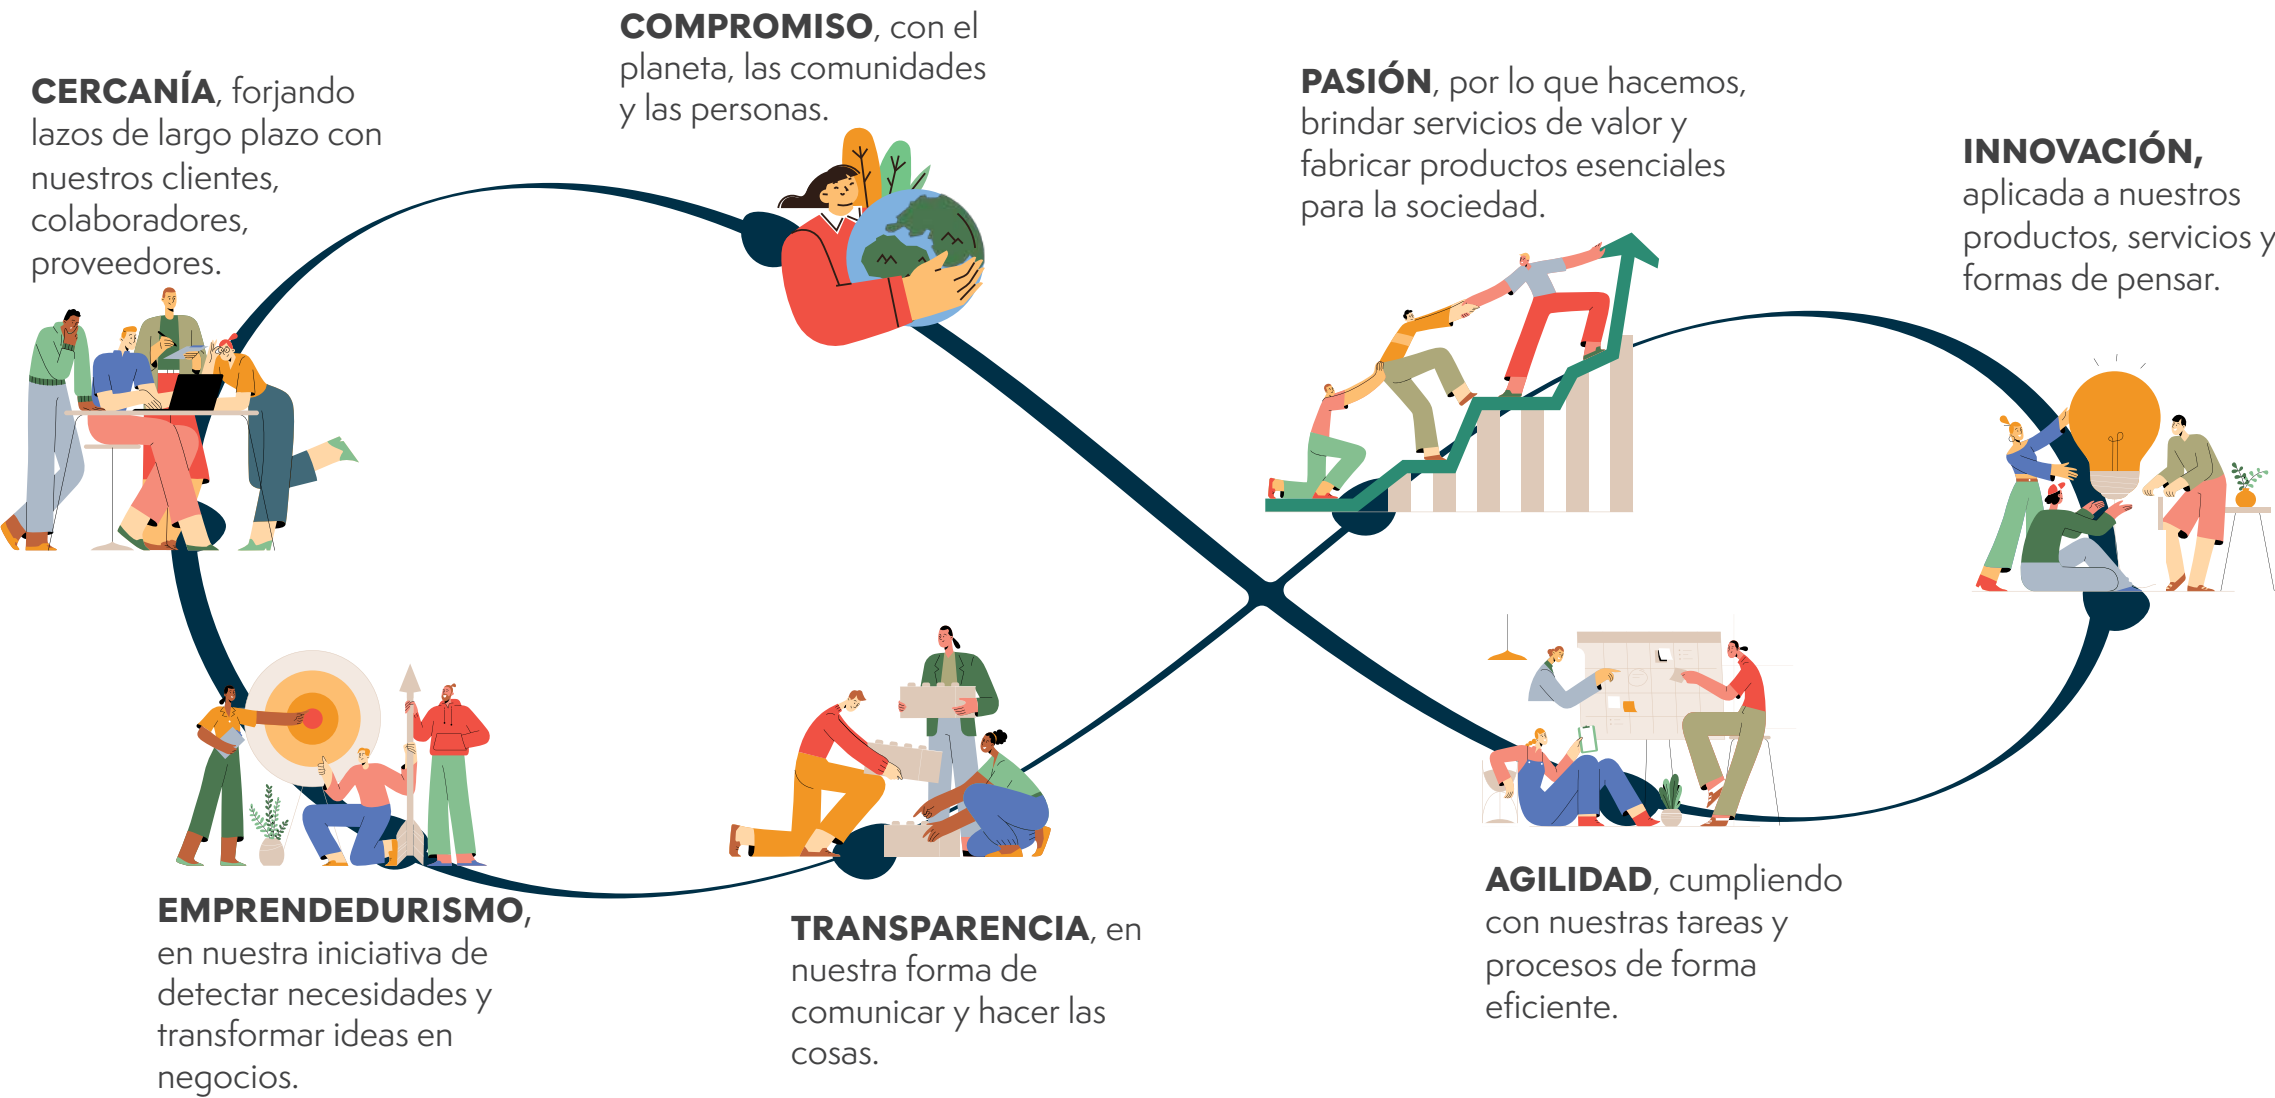 CERCANÍA, forjando
lazos de largo plazo con
nuestros clientes,
colaboradores,
proveedores.
COMPROMISO, con el
planeta, las comunidades
y las personas.
PASIÓN, por lo que hacemos,
brindar servicios de valor y
fabricar productos esenciales
para la sociedad.
INNOVACIÓN,
aplicada a nuestros
productos, servicios y
formas de pensar.
EMPRENDEDURISMO,
en nuestra iniciativa de
detectar necesidades y
transformar ideas en
negocios.
TRANSPARENCIA, en
nuestra forma de
comunicar y hacer las
cosas.
AGILIDAD, cumpliendo
con nuestras tareas y
procesos de forma
eficiente.